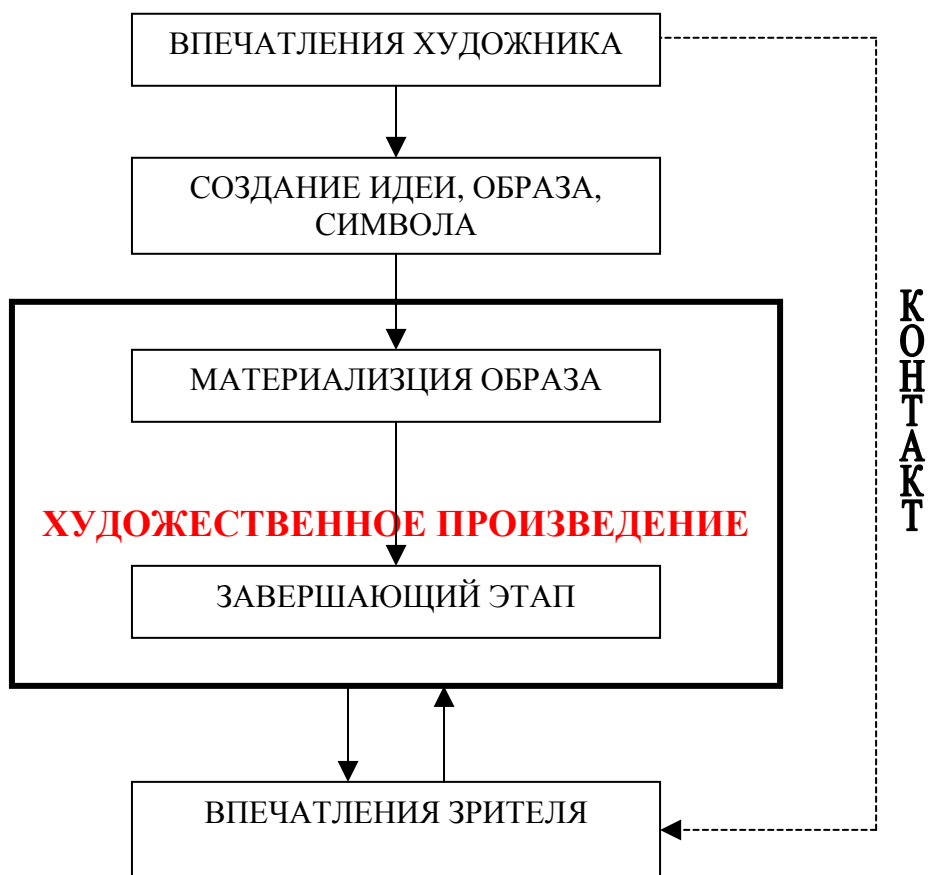 ВПЕЧАТЛЕНИЯ ХУДОЖНИКА
СОЗДАНИЕ ИДЕИ, ОБРАЗА,
СИМВОЛА
МАТЕРИАЛИЗЦИЯ ОБРАЗА
ХУДОЖЕСТВЕННОЕ ПРОИЗВЕДЕНИЕ
ЗАВЕРШАЮЩИЙ ЭТАП
ВПЕЧАТЛЕНИЯ ЗРИТЕЛЯ
КОНТАКТ